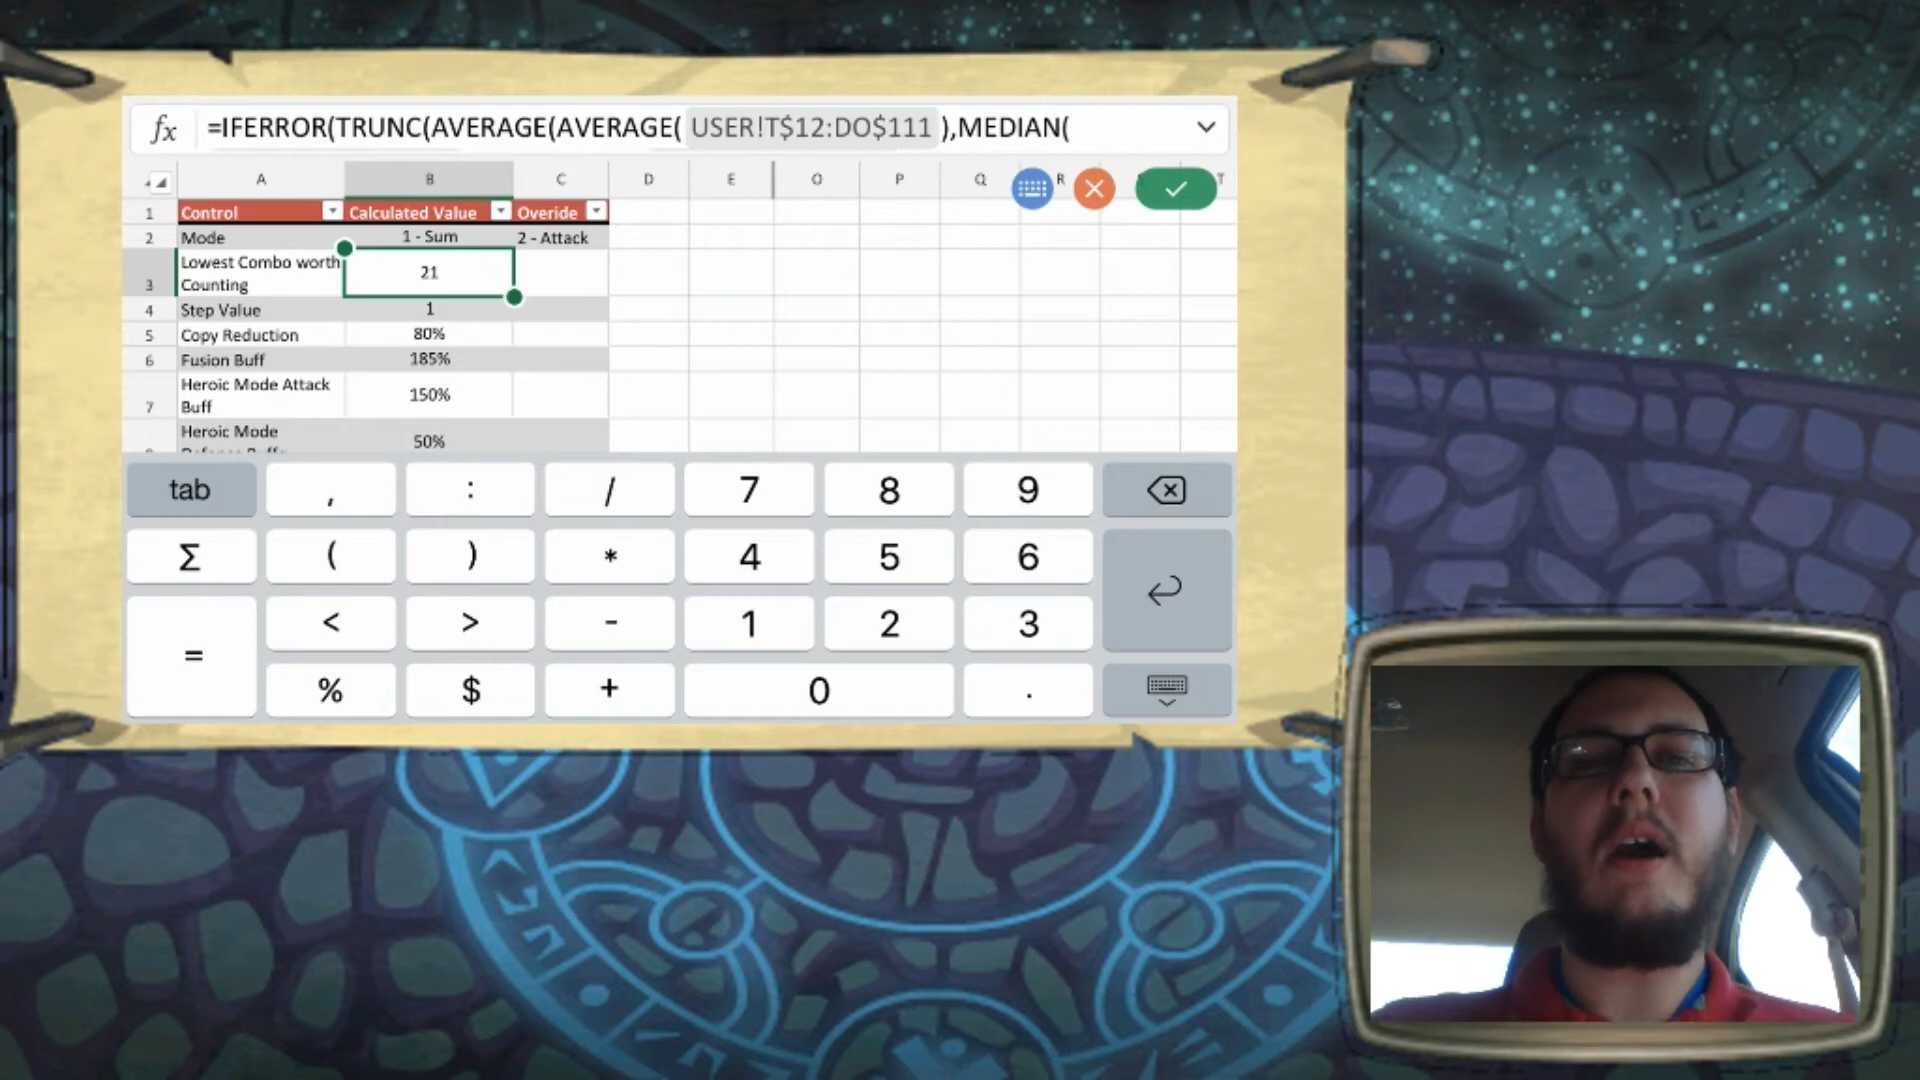 fx =IFERROR(TRUNC(AVERAGE(AVERAGE( USER!T$12:DO$111 ),MEDIAN(
A B C D E O P Q R T
1 Control Calculated Value Overide
2 Mode 1 - Sum 2 - Attack
3 Lowest Combo worth
Counting 21
4 Step Value 1
5 Copy Reduction 80%
6 Fusion Buff 185%
7 Heroic Mode Attack
Buff 150%
Heroic Mode 50%
tab , : / 7 8 9
Σ ( ) * 4 5 6
= < > - 1 2 3
% $ + 0 .